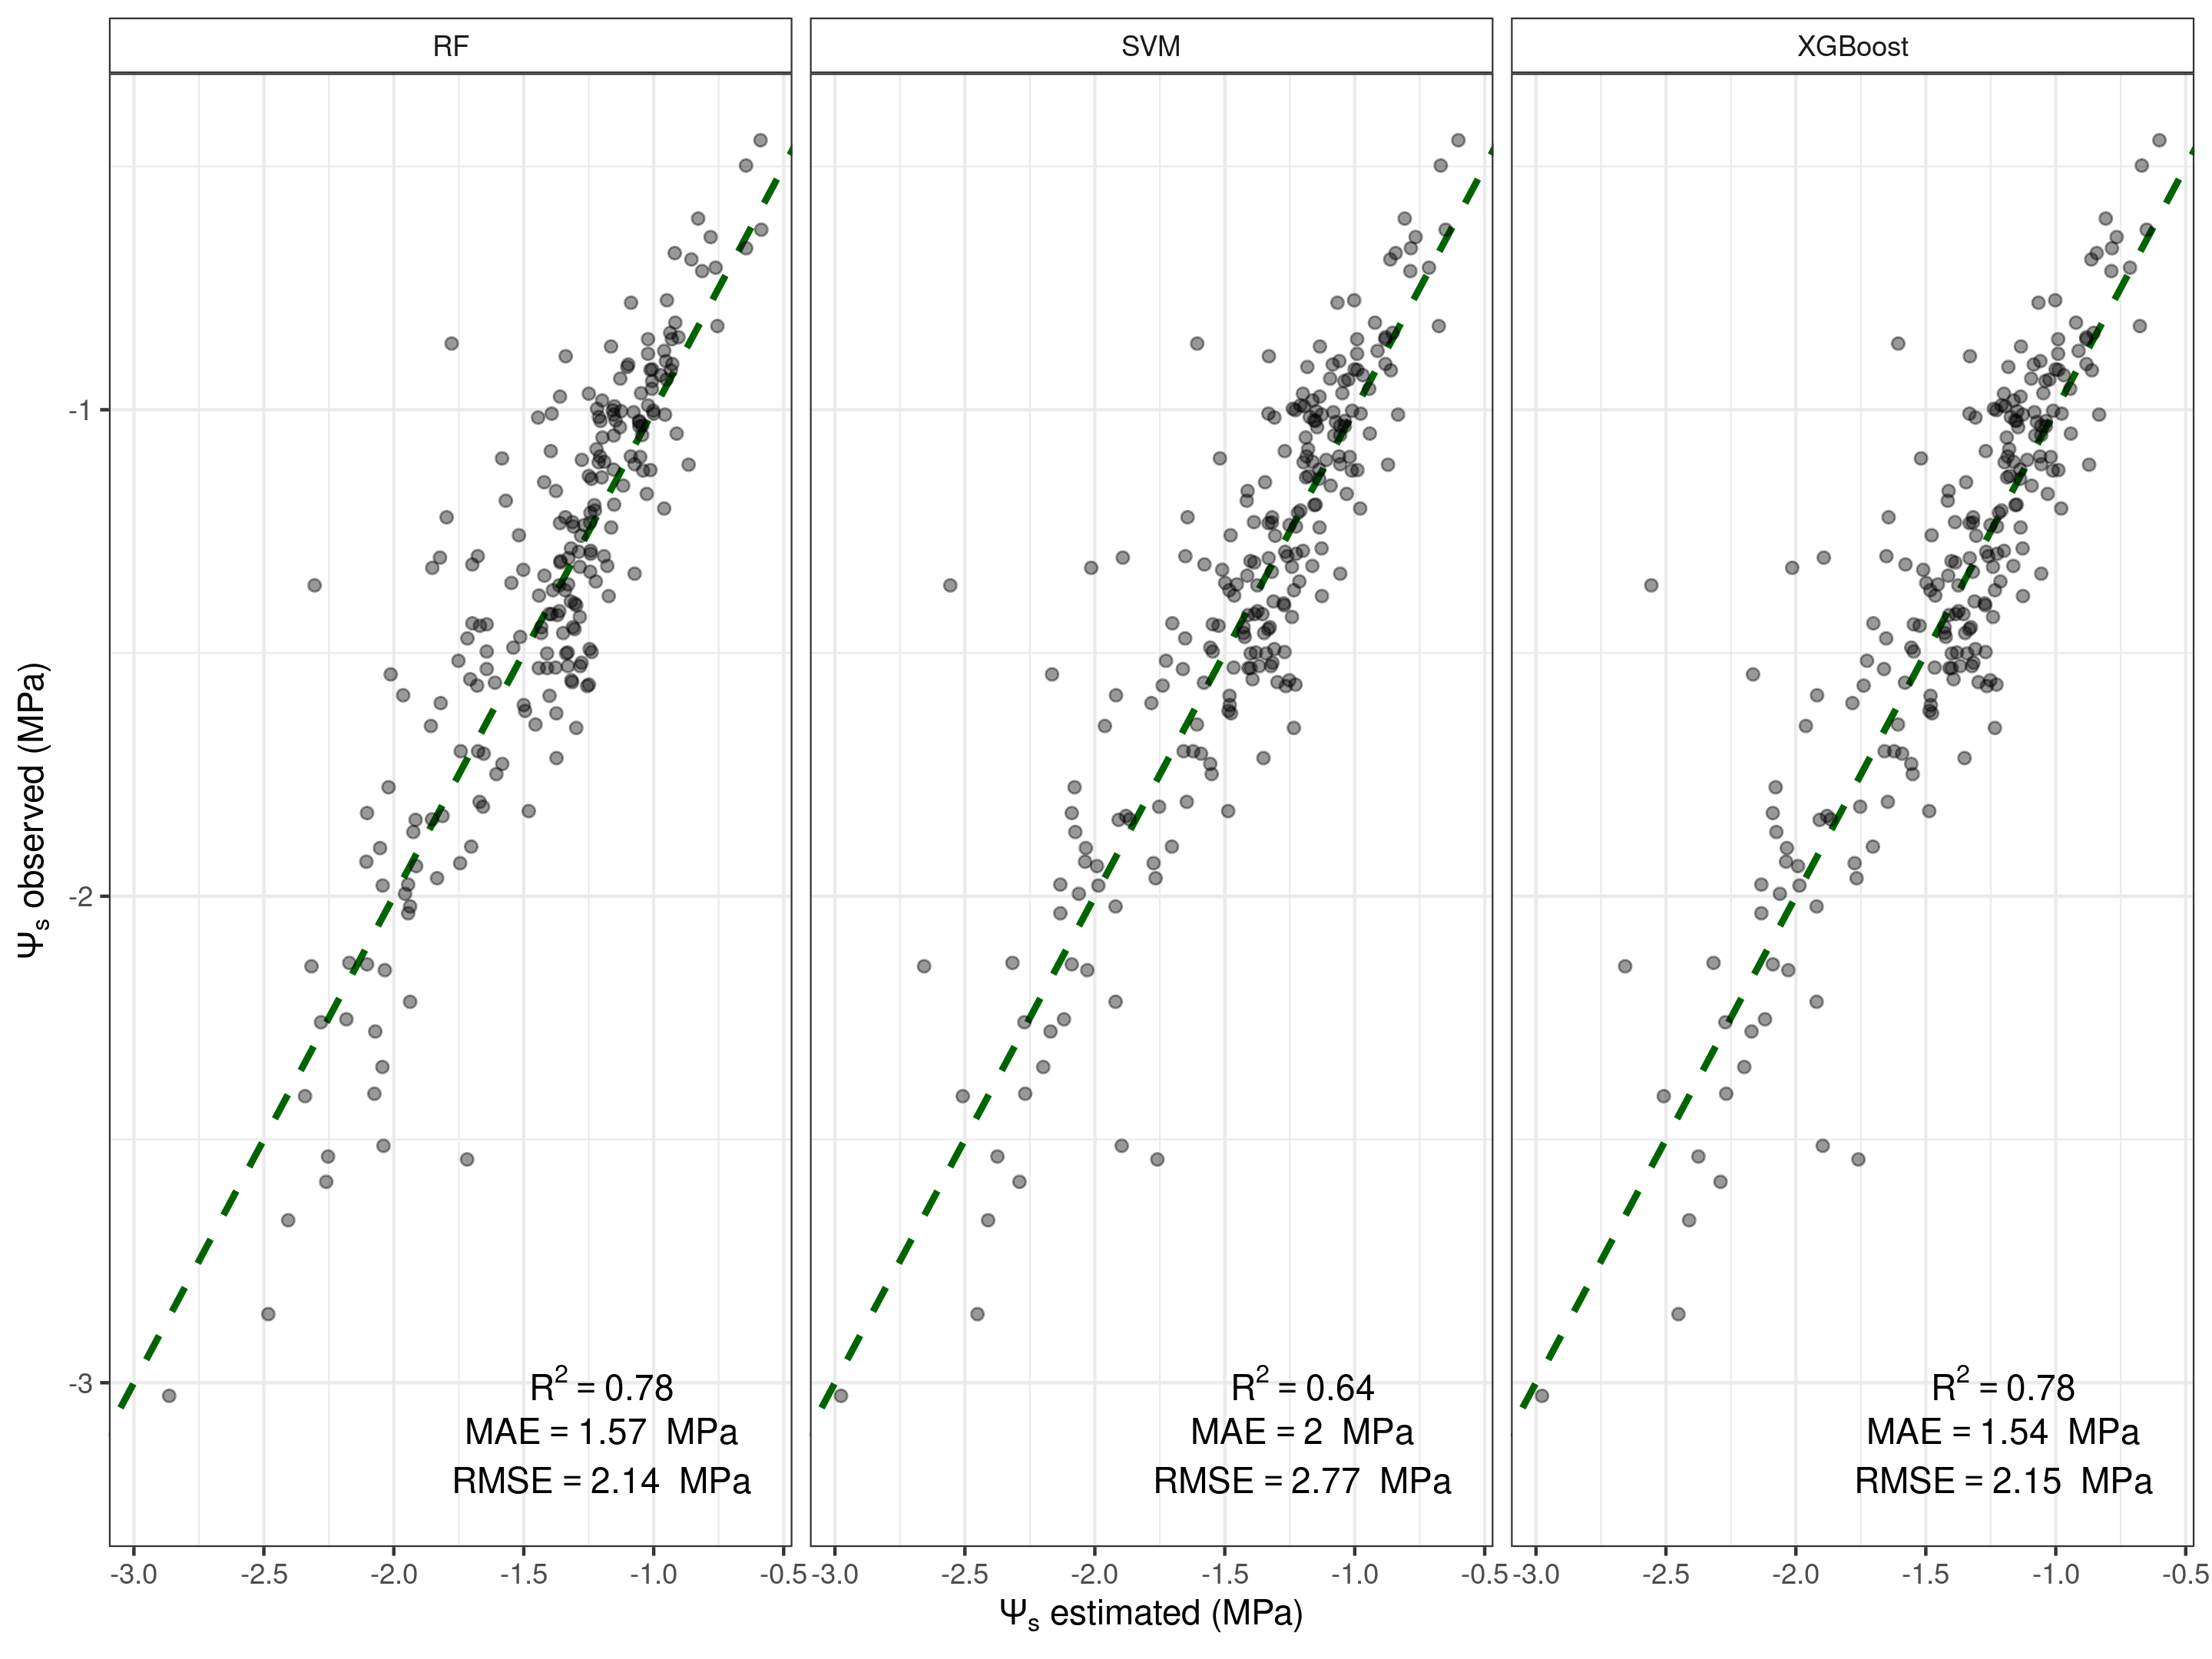 RF
SVM
XGBoost
Ψs observed (MPa)
-1
-2
-3
R² = 0.78
MAE = 1.57 MPa
RMSE = 2.14 MPa
R² = 0.64
MAE = 2 MPa
RMSE = 2.77 MPa
R² = 0.78
MAE = 1.54 MPa
RMSE = 2.15 MPa
-3.0 -2.5 -2.0 -1.5 -1.0 -0.5
-3.0 -2.5 -2.0 -1.5 -1.0 -0.5
-3.0 -2.5 -2.0 -1.5 -1.0 -0.5
Ψs estimated (MPa)